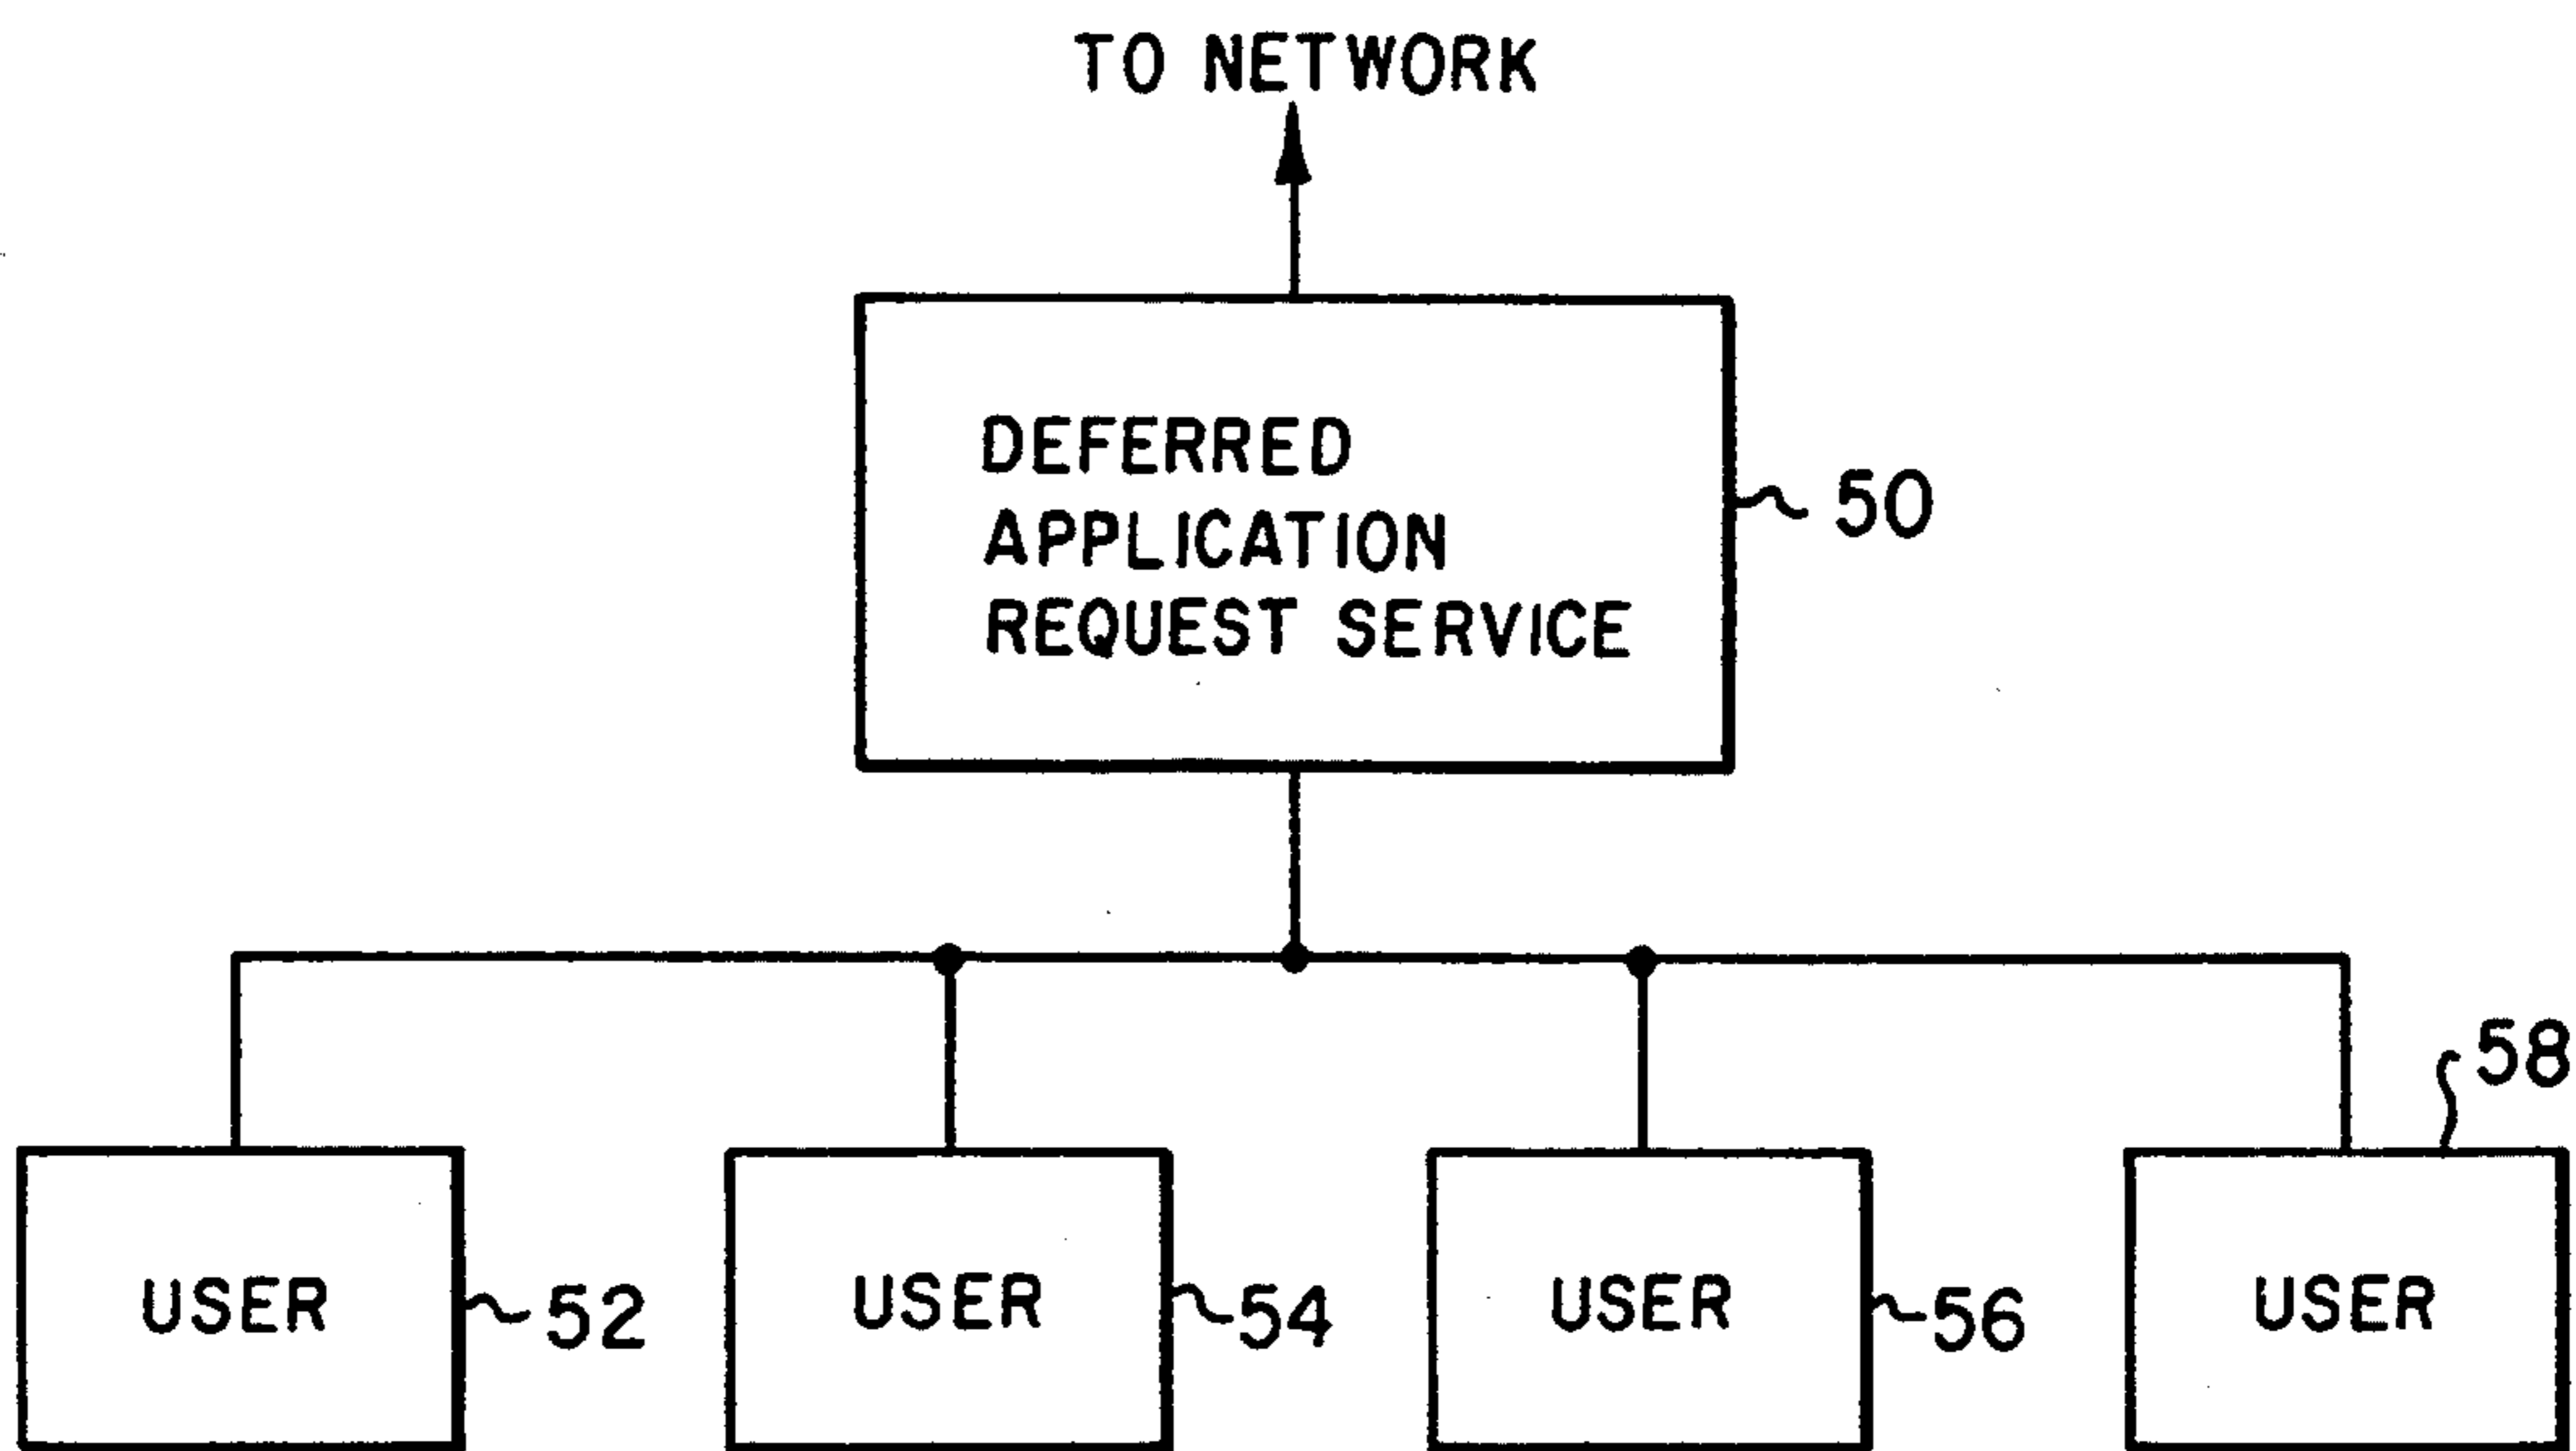 TO NETWORK
DEFERRED
APPLICATION
REQUEST SERVICE
50
58
USER
52
USER
54
USER
56
USER